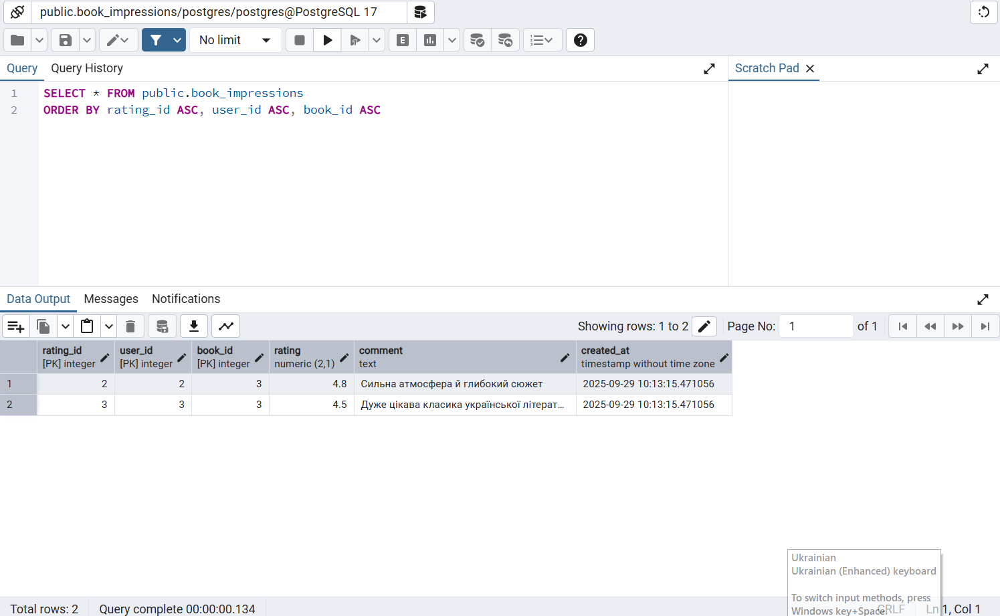 public.book_impressions/postgres/postgres@PostgreSQL 17
No limit
E
Query
Query History
Scratch Pad
1 SELECT * FROM public.book_impressions
2 ORDER BY rating_id ASC, user_id ASC, book_id ASC
Data Output
Messages
Notifications
Showing rows: 1 to 2
Page No: 1 of 1
rating_id user_id book_id rating comment created_at
[PK] integer [PK] integer [PK] integer numeric (2,1) text timestamp without time zone
1 2 2 3 4.8 Сильна атмосфера й глибокий сюжет 2025-09-29 10:13:15.471056
2 3 3 3 4.5 Дуже цікава класика української літерат… 2025-09-29 10:13:15.471056
Ukrainian
Ukrainian (Enhanced) keyboard
To switch input methods, press
Windows key+Space
Total rows: 2
Query complete 00:00:00.134
CRLF
Ln 1, Col 1